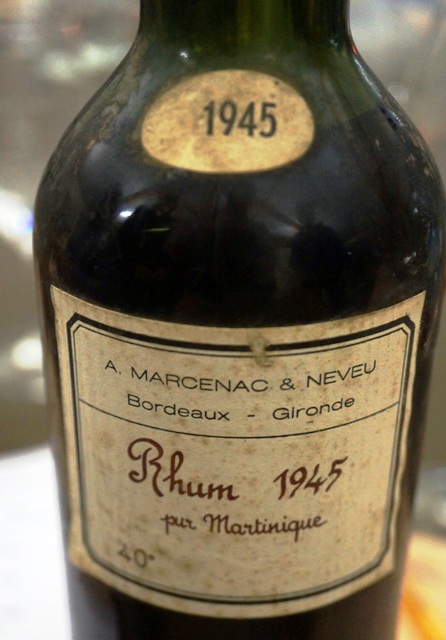 1945
A. MARCENAC & NEVEU
Bordeaux - Gironde
Rhum 1945
pur Martinique
40°